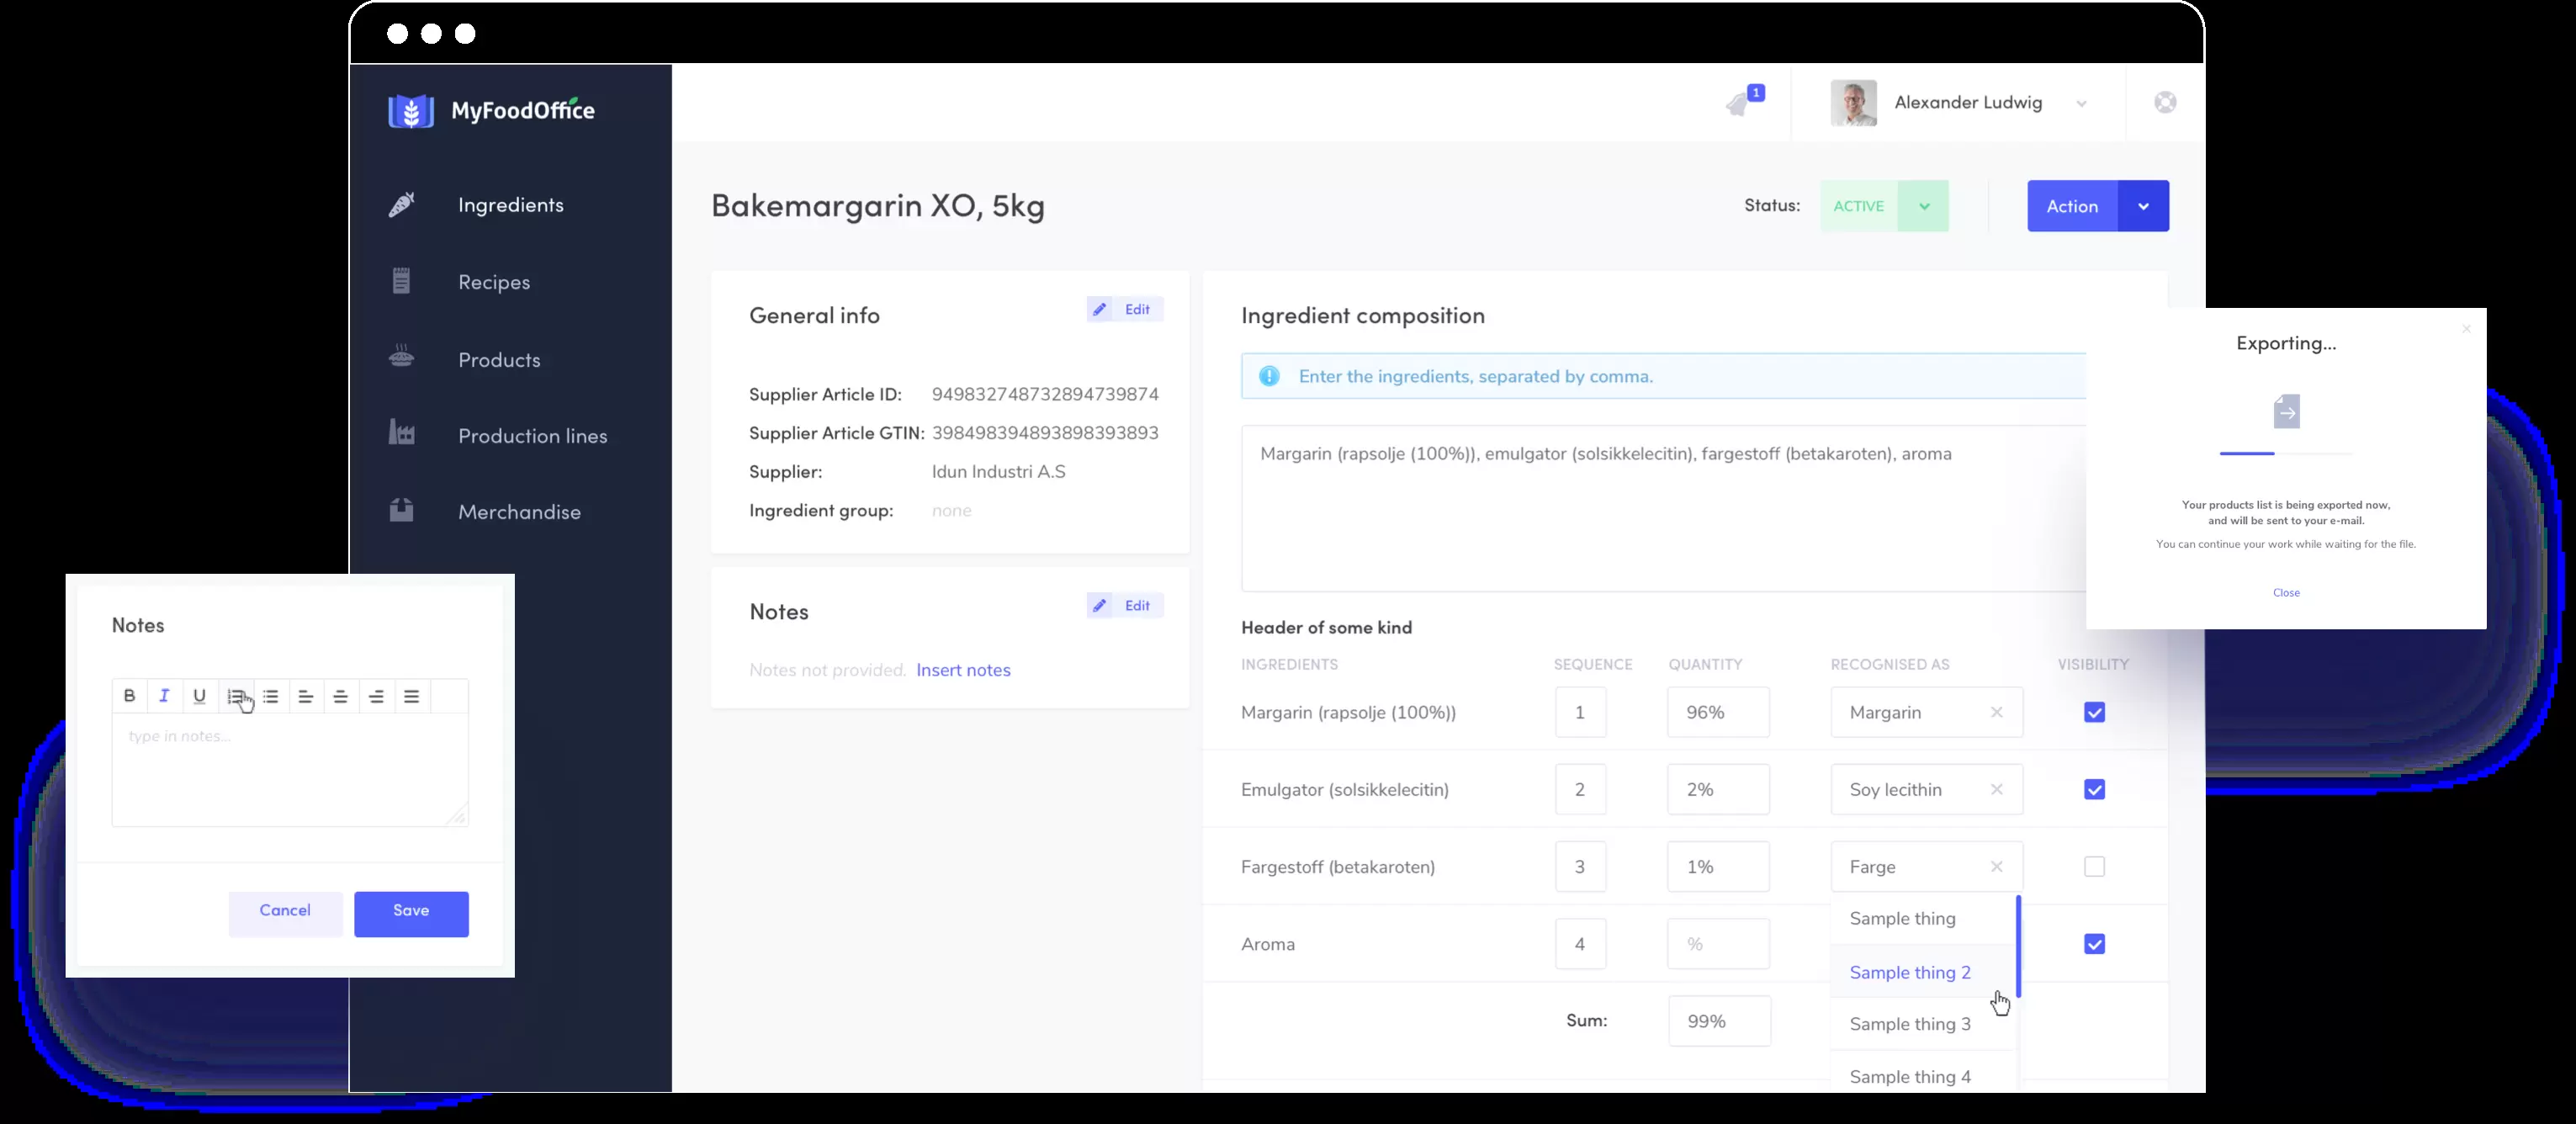 MyFoodOffice
1
Alexander Ludwig
Ingredients
Recipes
Products
Production lines
Merchandise
Bakemargarin XO, 5kg
Status:
ACTIVE
Action
General info
Edit
Supplier Article ID: 949832748732894739874
Supplier Article GTIN: 398498394893898393893
Supplier: Idun Industri A.S
Ingredient group: none
Notes
Edit
Notes not provided. Insert notes
Ingredient composition
Enter the ingredients, separated by comma.
Margarin (rapsolje (100%)), emulgator (solsikkelecitin), fargestoff (betakaroten), aroma
Header of some kind
INGREDIENTS SEQUENCE QUANTITY RECOGNISED AS VISIBILITY
Margarin (rapsolje (100%)) 1 96% Margarin
Emulgator (solsikkelecitin) 2 2% Soy lecithin
Fargestoff (betakaroten) 3 1% Farge
Sample thing
Aroma 4 %
Sample thing 2
Sum: 99%
Sample thing 3
Sample thing 4
Exporting...
Your products list is being exported now,
and will be sent to your e-mail.
You can continue your work while waiting for the file.
Close
Notes
B I U
type in notes...
Cancel
Save